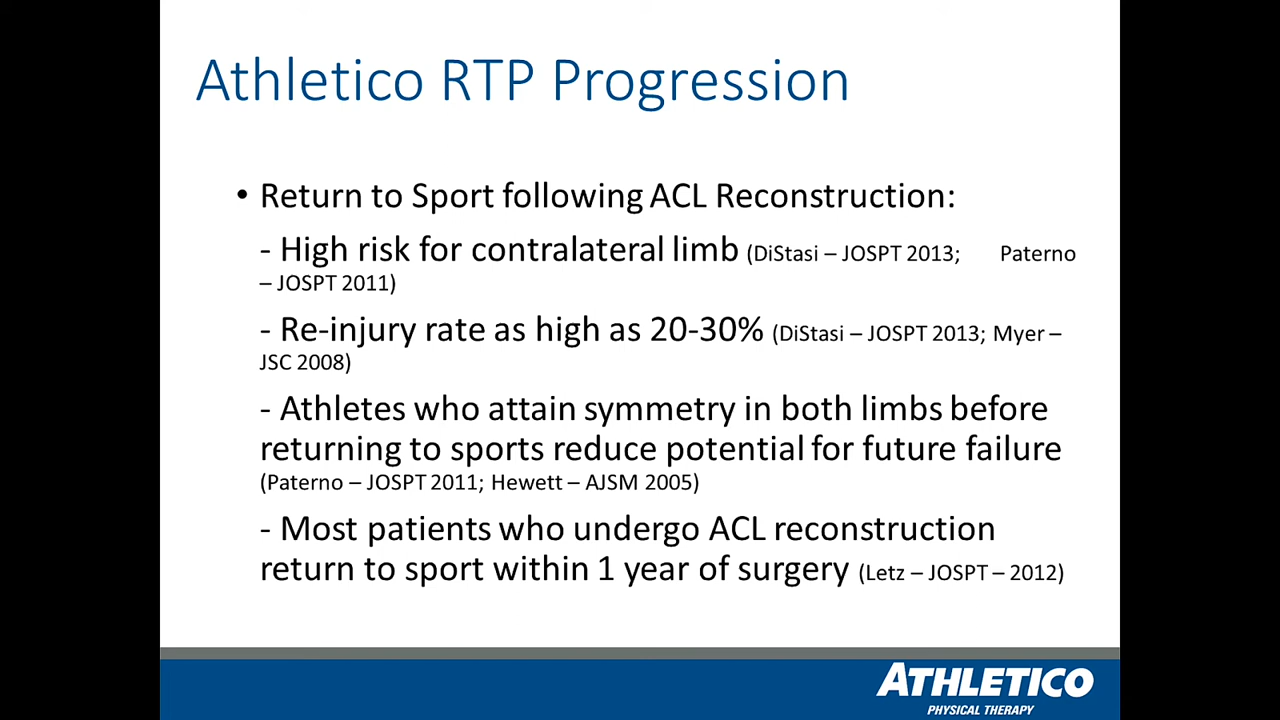 Athletico RTP Progression
• Return to Sport following ACL Reconstruction:
- High risk for contralateral limb (DiStasi – JOSPT 2013; Paterno
– JOSPT 2011)
- Re-injury rate as high as 20-30% (DiStasi – JOSPT 2013; Myer –
JSC 2008)
- Athletes who attain symmetry in both limbs before
returning to sports reduce potential for future failure
(Paterno – JOSPT 2011; Hewett – AJSM 2005)
- Most patients who undergo ACL reconstruction
return to sport within 1 year of surgery (Letz – JOSPT – 2012)
ATHLETICO
PHYSICAL THERAPY